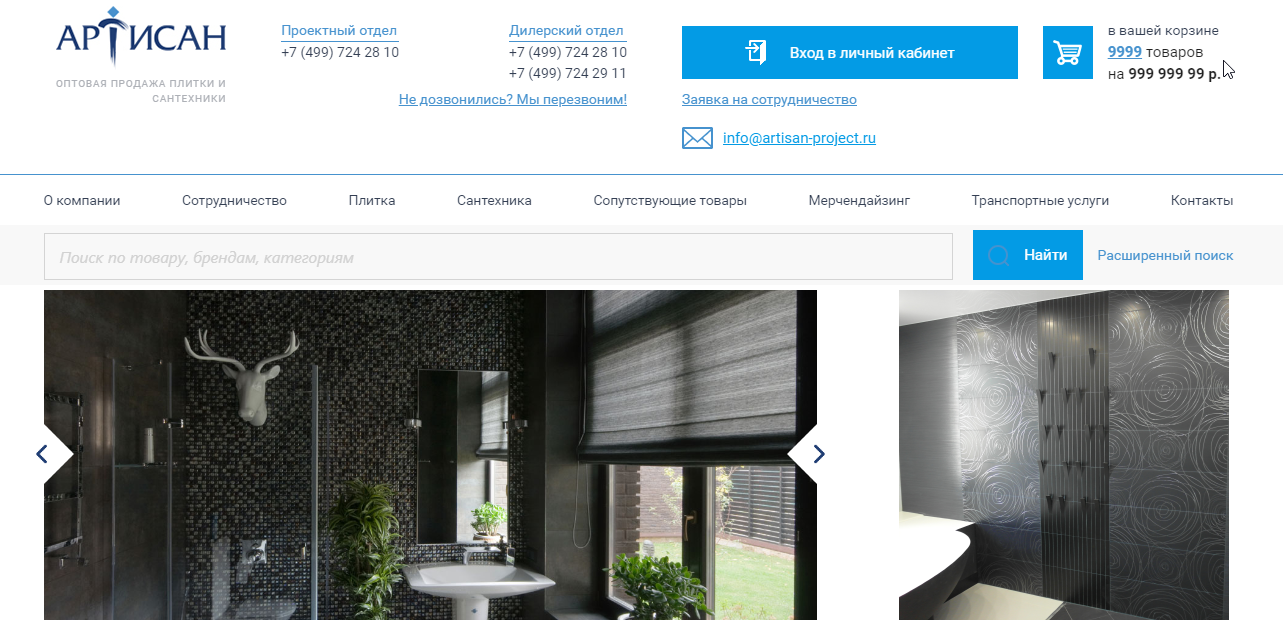 АРТИСАН
ОПТОВАЯ ПРОДАЖА ПЛИТКИ И
САНТЕХНИКИ
Проектный отдел
+7 (499) 724 28 10
Дилерский отдел
+7 (499) 724 28 10
+7 (499) 724 29 11
Не дозвонились? Мы перезвоним!
Вход в личный кабинет
Заявка на сотрудничество
info@artisan-project.ru
в вашей корзине
9999 товаров
на 999 999 99 р.
О компании Сотрудничество Плитка Сантехника Сопутствующие товары Мерчендайзинг Транспортные услуги Контакты
Поиск по товару, брендам, категориям
Найти
Расширенный поиск